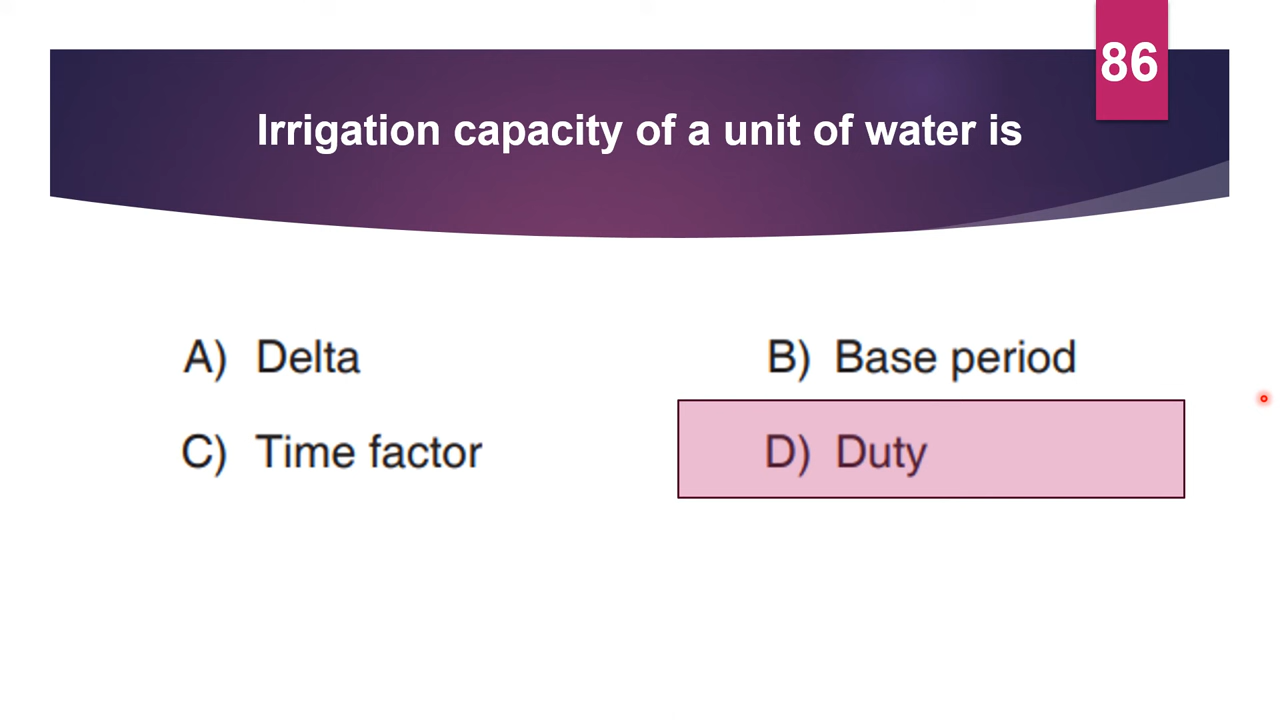 86
Irrigation capacity of a unit of water is
A) Delta
B) Base period
C) Time factor
D) Duty